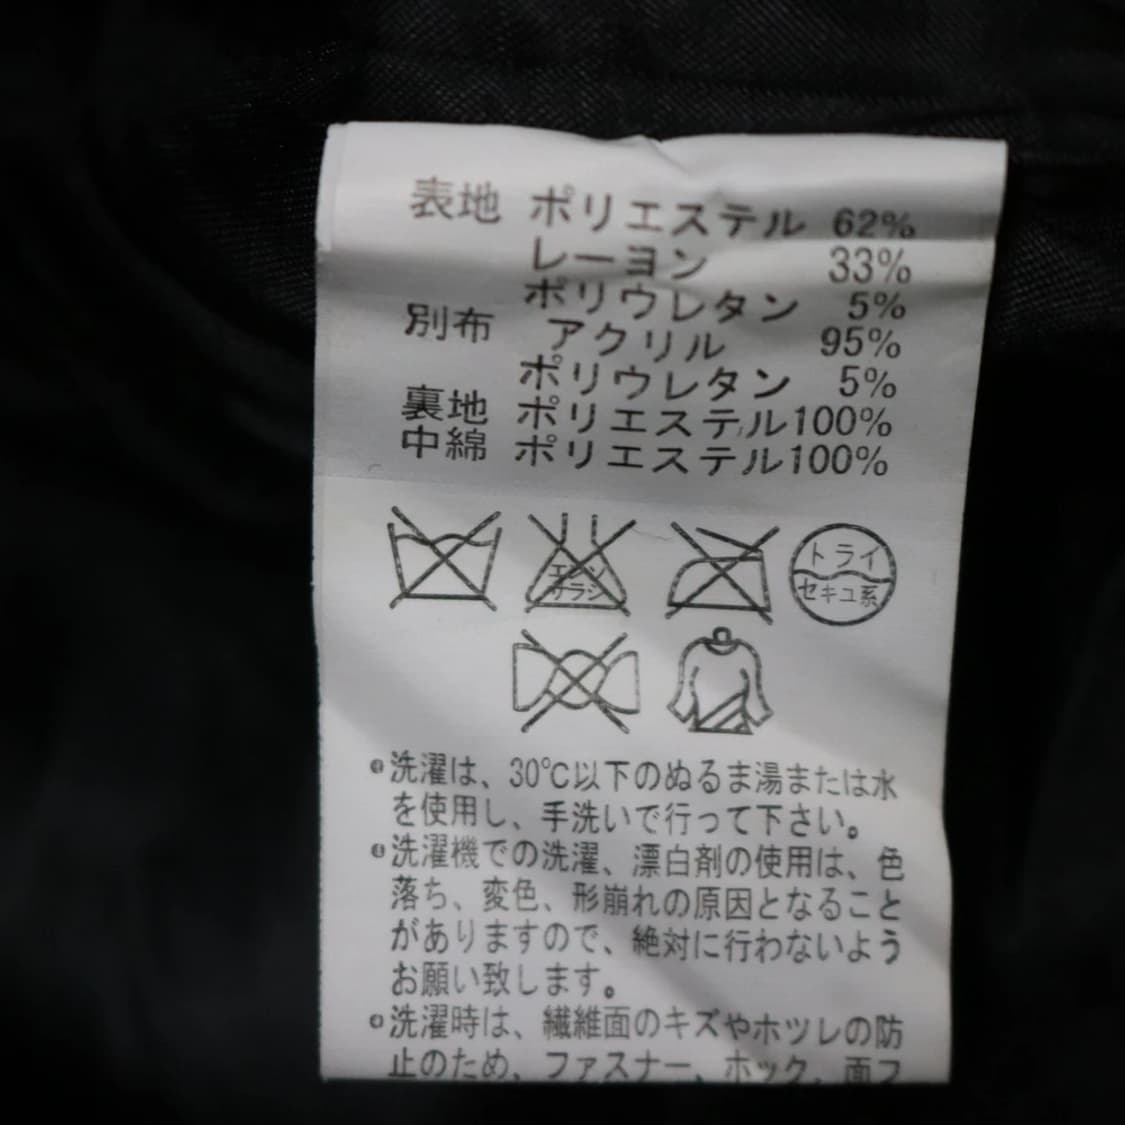 表地 ポリエステル 62%
レーヨン 33%
ポリウレタン 5%
別布 アクリル 95%
ポリウレタン 5%
裏地 ポリエステル100%
中綿 ポリエステル100%
エンソ
サラシ
トライ
セキユ系
洗濯は、30℃以下のぬるま湯または水
を使用し、手洗いで行って下さい。
洗濯機での洗濯、漂白剤の使用は、色
落ち、変色、形崩れの原因となること
がありますので、絶対に行わないよう
お願い致します。
洗濯時は、繊維面のキズやホツレの防
止のため、ファスナー、ホック、面フ